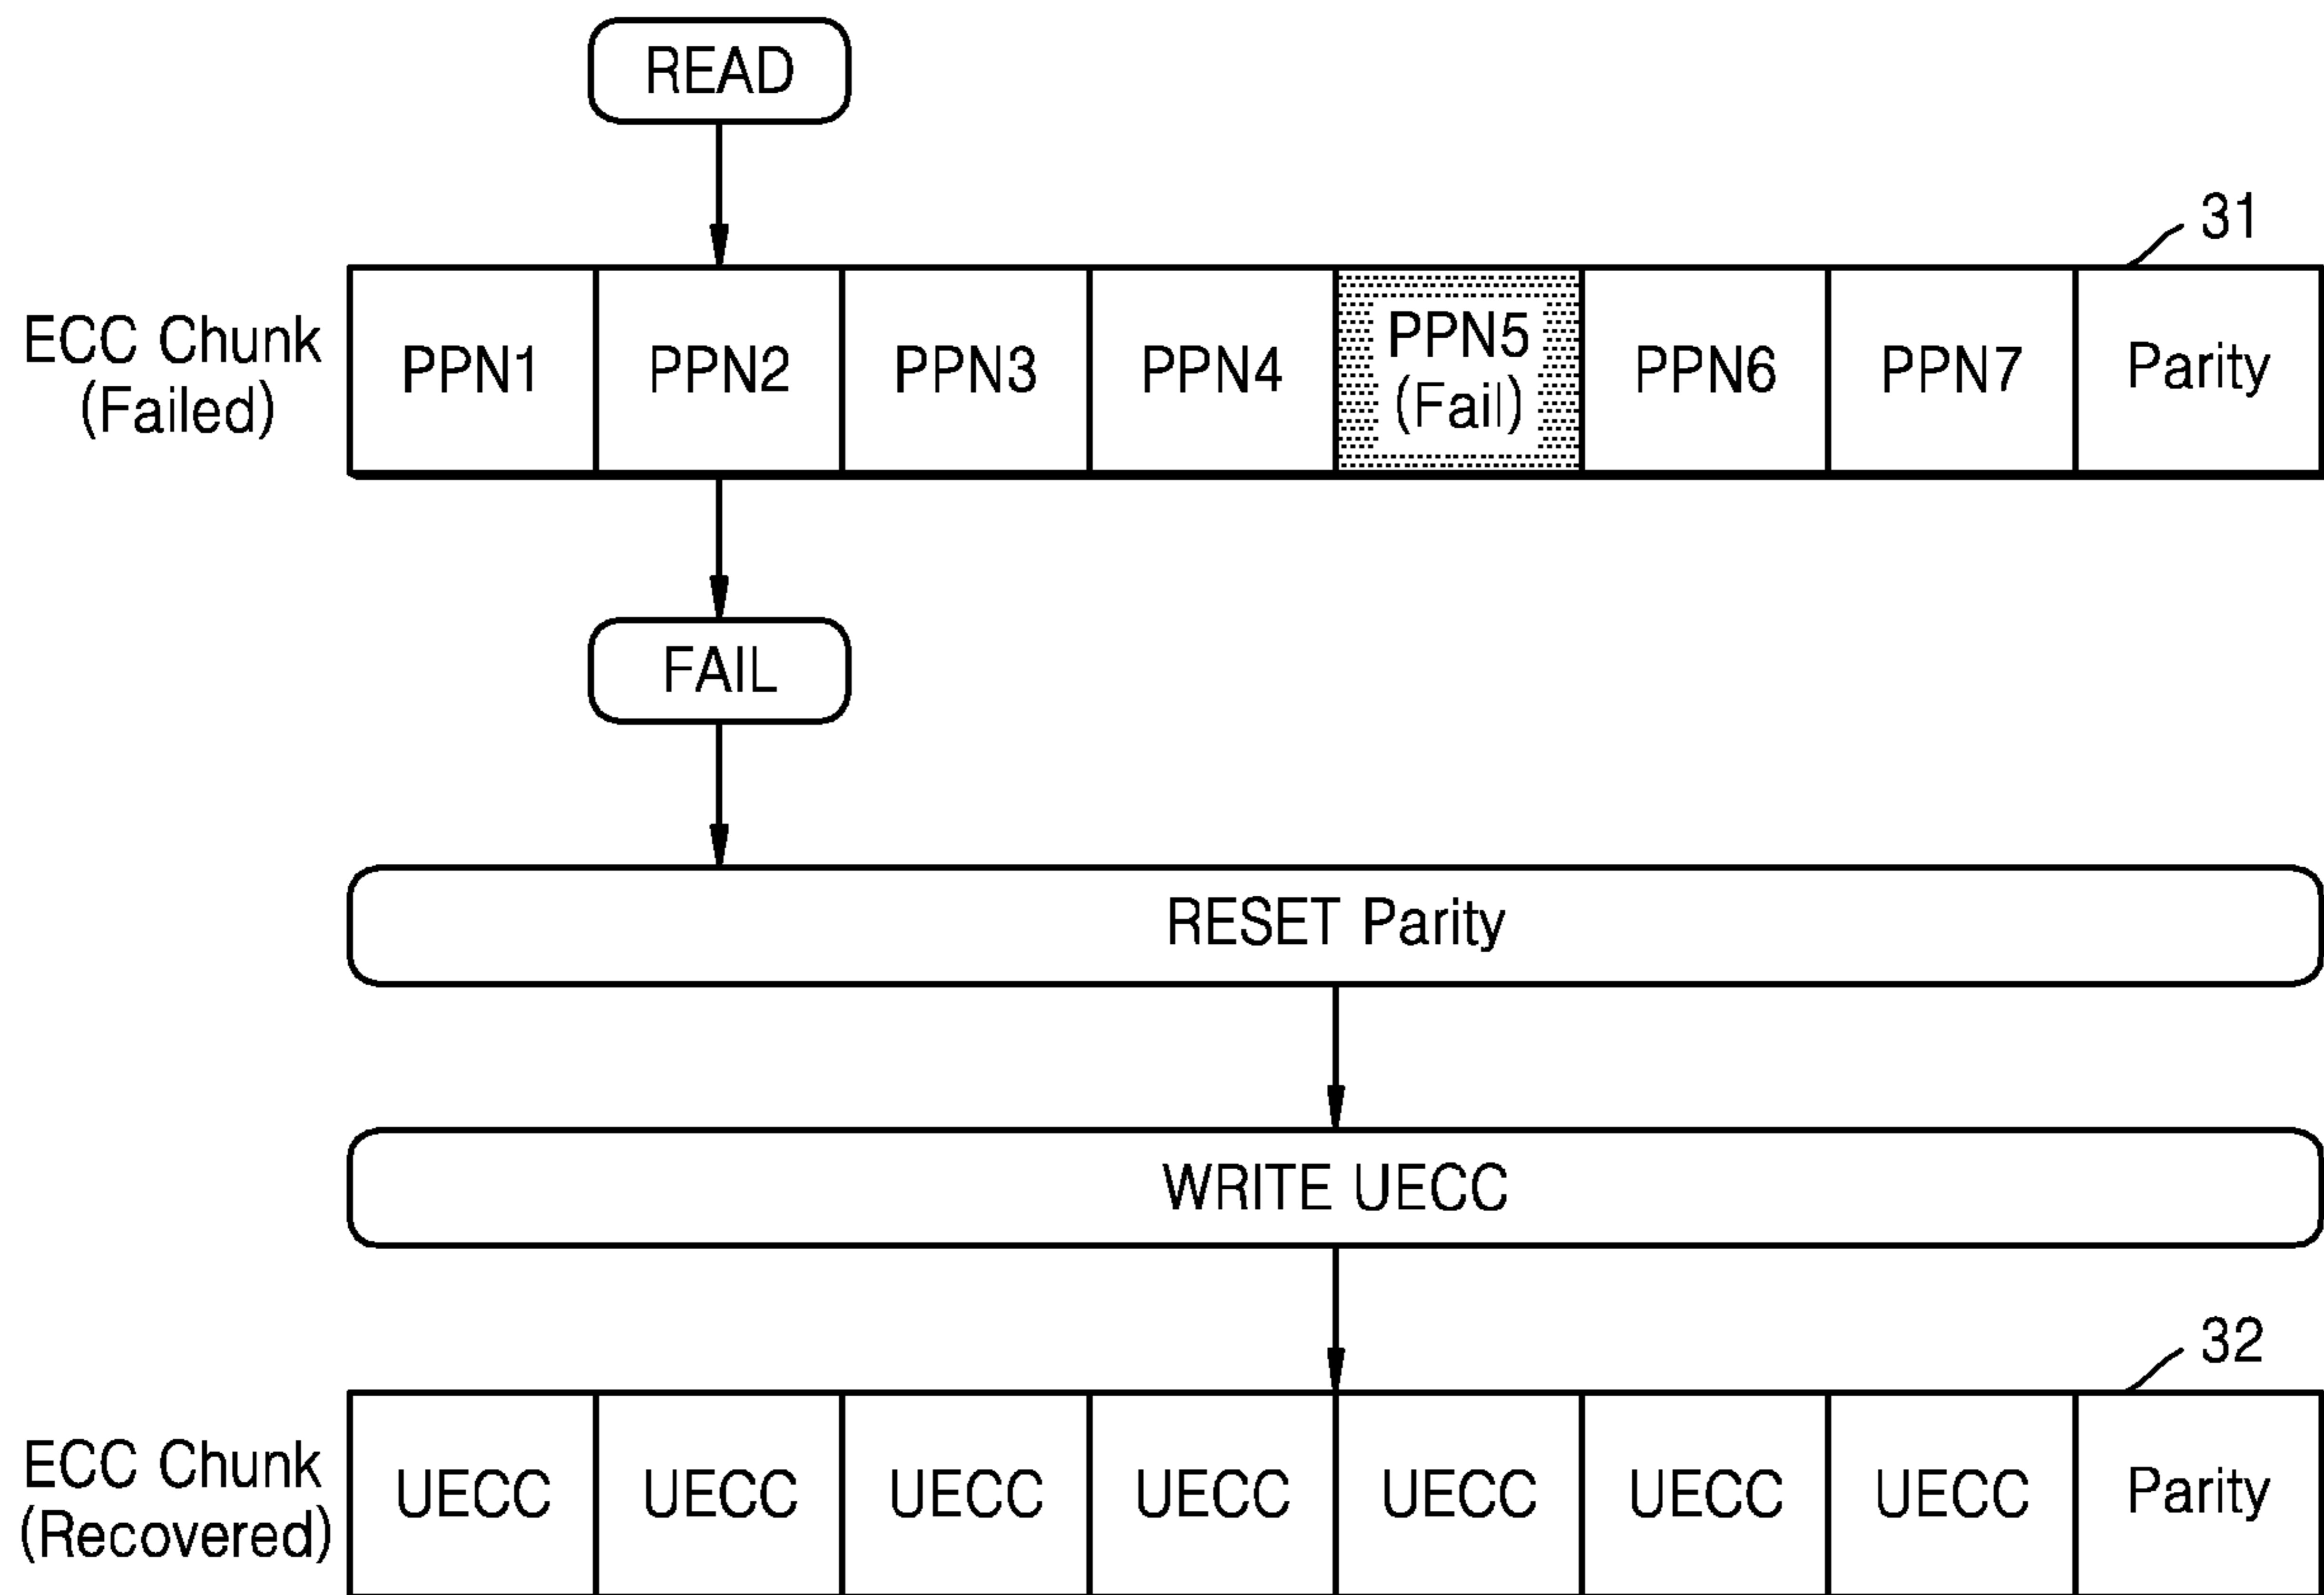 READ
31
ECC Chunk
(Failed)
PPN1
PPN2
PPN3
PPN4
PPN5
(Fail)
PPN6
PPN7
Parity
FAIL
RESET Parity
WRITE UECC
32
ECC Chunk
(Recovered)
UECC
UECC
UECC
UECC
UECC
UECC
UECC
Parity